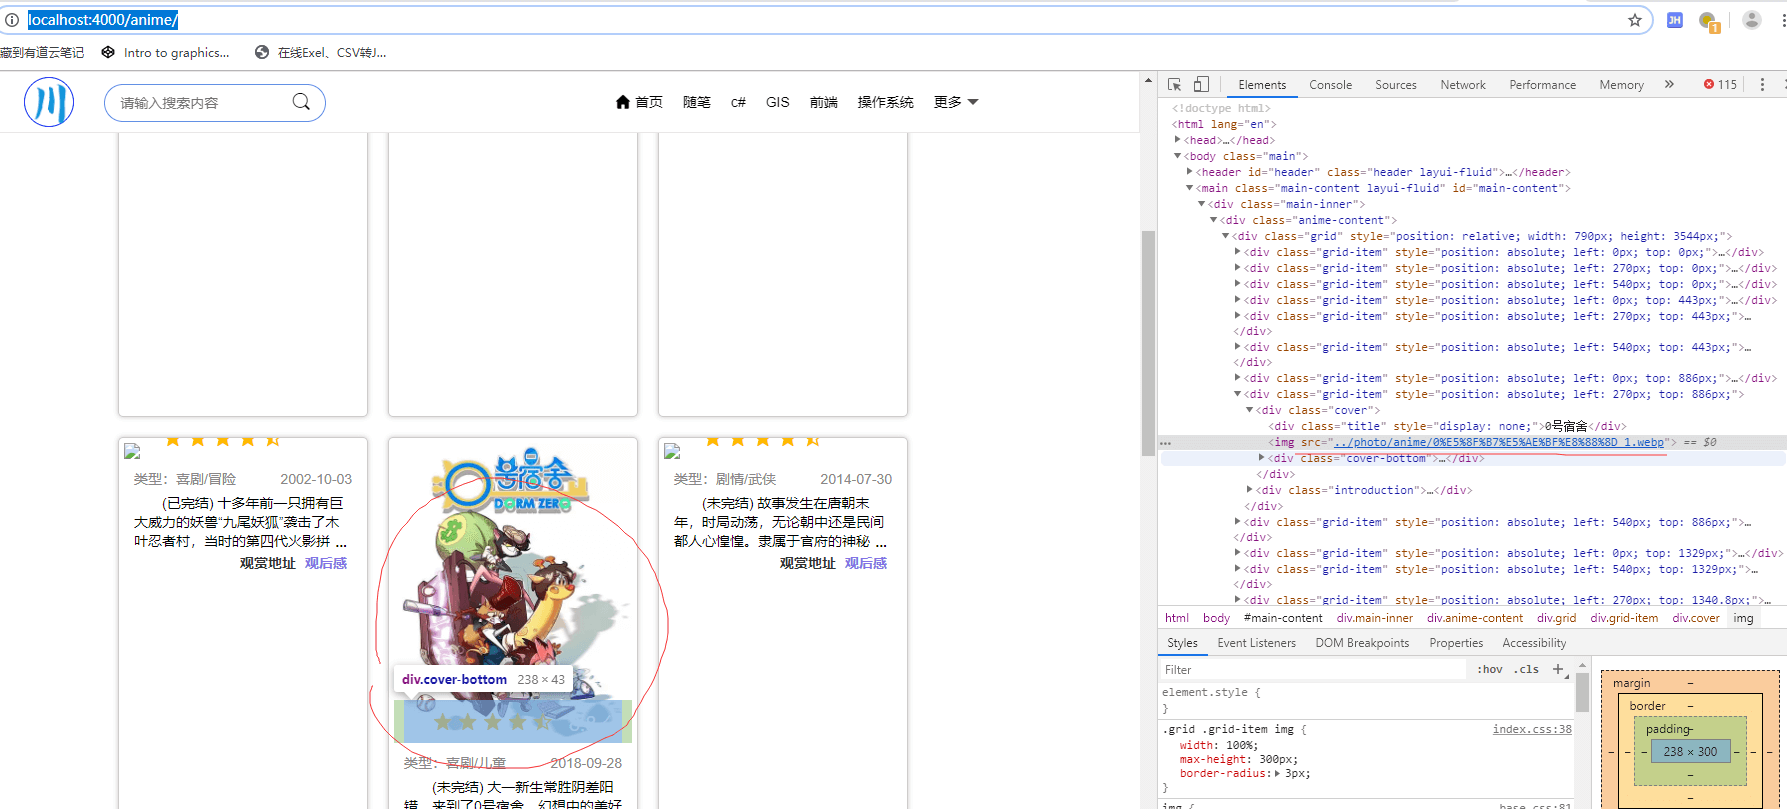 localhost:4000/anime/
JH
1
藏到有道云笔记
Intro to graphics...
在线Exel、CSV转J...
川
请输入搜索内容
首页 随笔 c# GIS 前端 操作系统 更多
类型：喜剧/冒险 2002-10-03
(已完结) 十多年前一只拥有巨
大威力的妖兽“九尾妖狐”袭击了木
叶忍者村，当时的第四代火影拼 ...
观赏地址 观后感
0号宿舍
DORM ZERO
div.cover-bottom 238 × 43
类型：喜剧/儿童 2018-09-28
(未完结) 大一新生常胜阴差阳
错，来到了0号宿舍，幻想中的美好
类型：剧情/武侠 2014-07-30
(未完结) 故事发生在唐朝末
年，时局动荡，无论朝中还是民间
都人心惶惶。隶属于官府的神秘 ...
观赏地址 观后感
Elements Console Sources Network Performance Memory » 115
<!doctype html>
<html lang="en">
<head>…</head>
<body class="main">
<header id="header" class="header layui-fluid">…</header>
<main class="main-content layui-fluid" id="main-content">
<div class="main-inner">
<div class="anime-content">
<div class="grid" style="position: relative; width: 790px; height: 3544px;">
<div class="grid-item" style="position: absolute; left: 0px; top: 0px;">…</div>
<div class="grid-item" style="position: absolute; left: 270px; top: 0px;">…</div>
<div class="grid-item" style="position: absolute; left: 540px; top: 0px;">…</div>
<div class="grid-item" style="position: absolute; left: 0px; top: 443px;">…</div>
<div class="grid-item" style="position: absolute; left: 270px; top: 443px;">…
</div>
<div class="grid-item" style="position: absolute; left: 540px; top: 443px;">…
</div>
<div class="grid-item" style="position: absolute; left: 0px; top: 886px;">…</div>
<div class="grid-item" style="position: absolute; left: 270px; top: 886px;">
<div class="cover">
<div class="title" style="display: none;">0号宿舍</div>
<img src="../photo/anime/0%E5%8F%B7%E5%AE%BF%E8%88%8D_1.webp"> == $0
<div class="cover-bottom">…</div>
</div>
<div class="introduction">…</div>
</div>
<div class="grid-item" style="position: absolute; left: 540px; top: 886px;">…
</div>
<div class="grid-item" style="position: absolute; left: 0px; top: 1329px;">…</div>
<div class="grid-item" style="position: absolute; left: 540px; top: 1329px;">…
</div>
<div class="grid-item" style="position: absolute; left: 270px; top: 1340.8px;">…
html body #main-content div.main-inner div.anime-content div.grid div.grid-item div.cover img
Styles Event Listeners DOM Breakpoints Properties Accessibility
Filter :hov .cls +
element.style {
}
.grid .grid-item img { index.css:38
width: 100%;
max-height: 300px;
border-radius: 3px;
}
img { base.css:81
margin –
border –
padding –
– – – 238 × 300 – – –
–
–